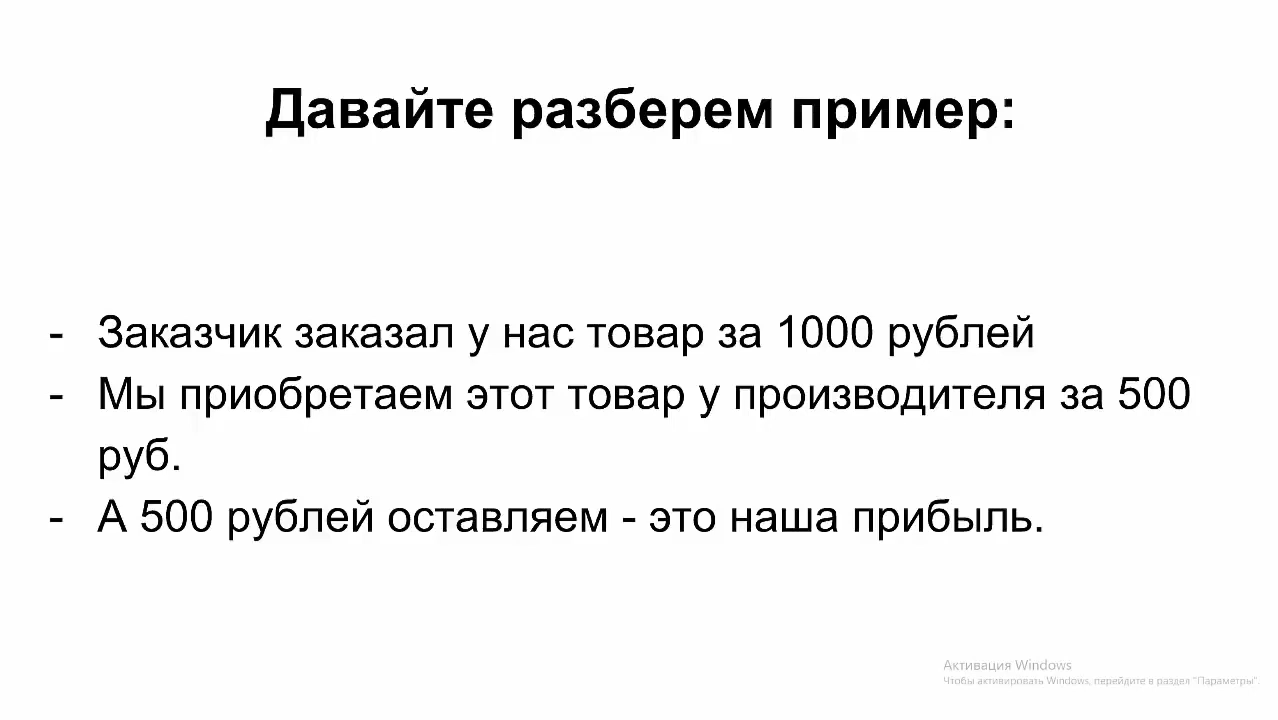 Давайте разберем пример:
- Заказчик заказал у нас товар за 1000 рублей
- Мы приобретаем этот товар у производителя за 500
руб.
- А 500 рублей оставляем - это наша прибыль.
Активация Windows
Чтобы активировать Windows, перейдите в раздел "Параметры".